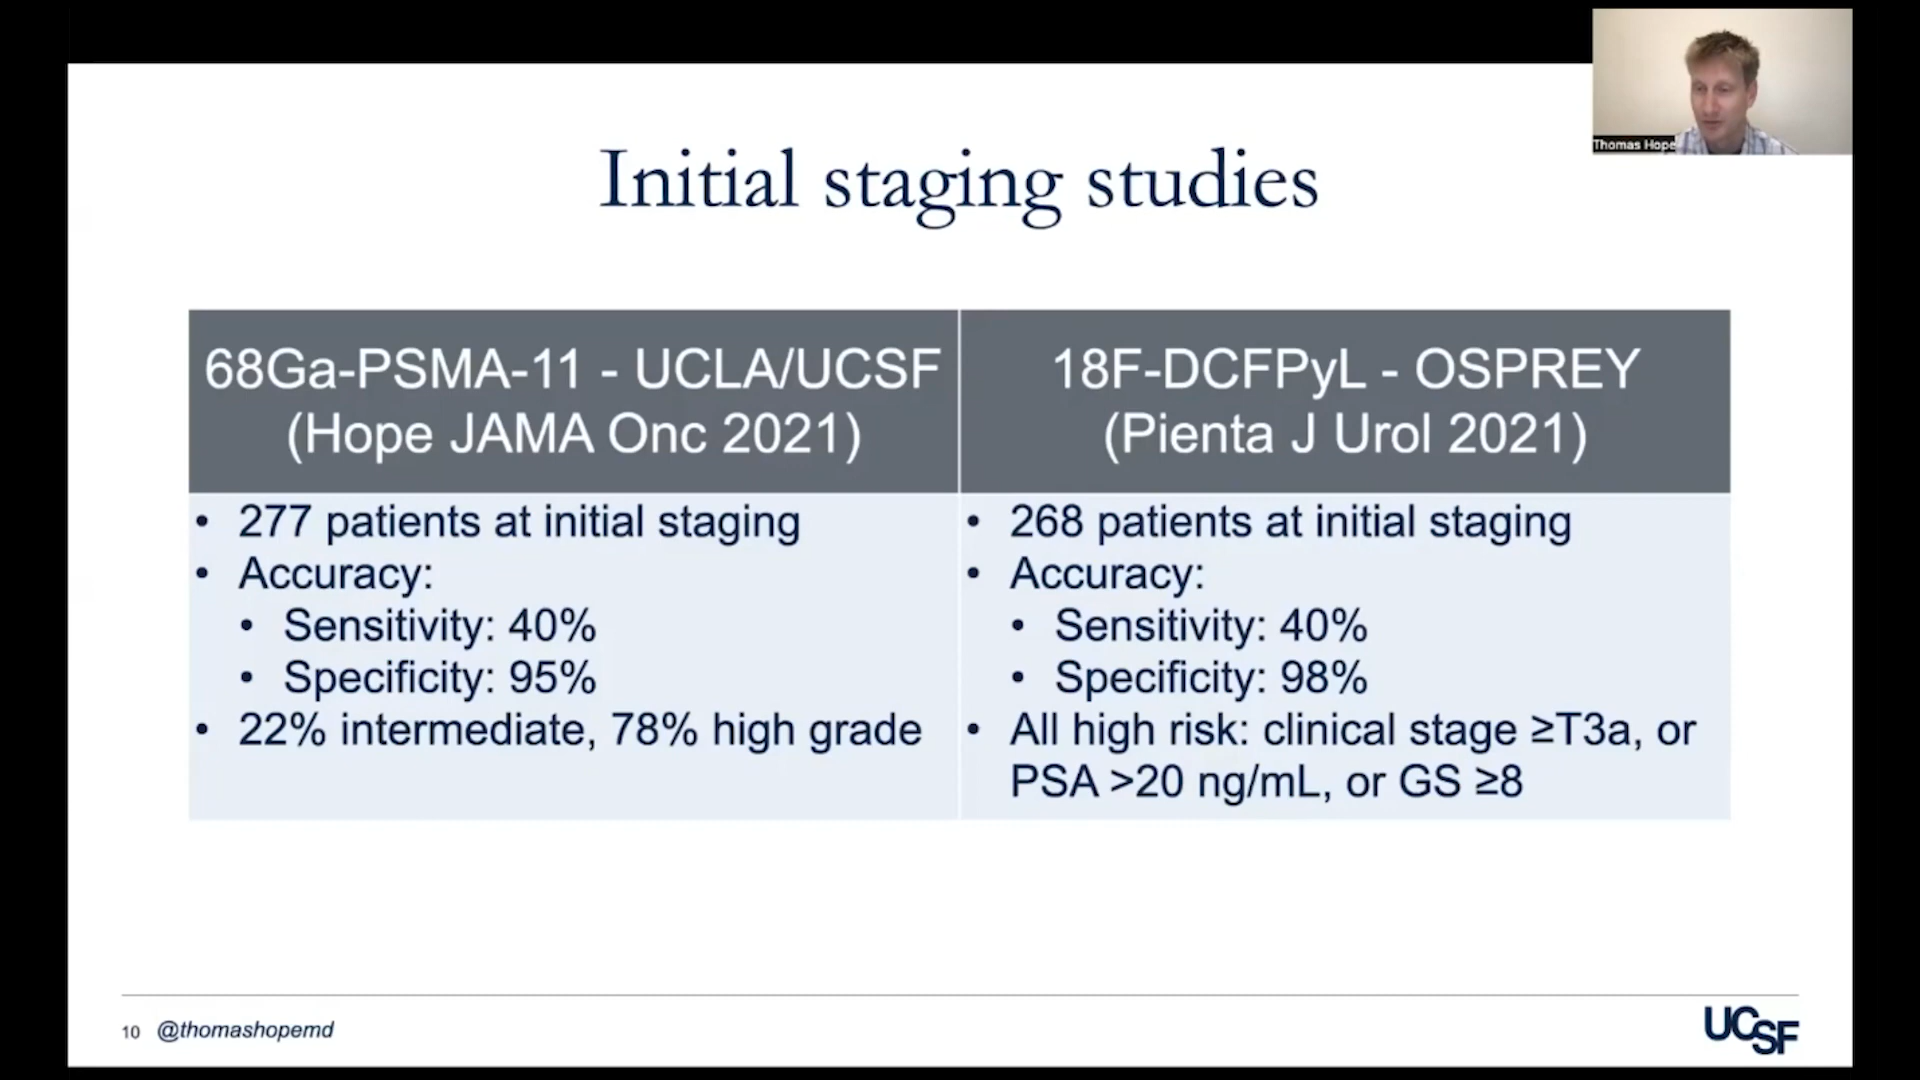 Thomas Hope
Initial staging studies
68Ga-PSMA-11 - UCLA/UCSF
(Hope JAMA Onc 2021)
• 277 patients at initial staging
• Accuracy:
• Sensitivity: 40%
• Specificity: 95%
• 22% intermediate, 78% high grade
18F-DCFPyL - OSPREY
(Pienta J Urol 2021)
• 268 patients at initial staging
• Accuracy:
• Sensitivity: 40%
• Specificity: 98%
• All high risk: clinical stage ≥T3a, or
PSA >20 ng/mL, or GS ≥8
10 @thomashopemd
UCSF